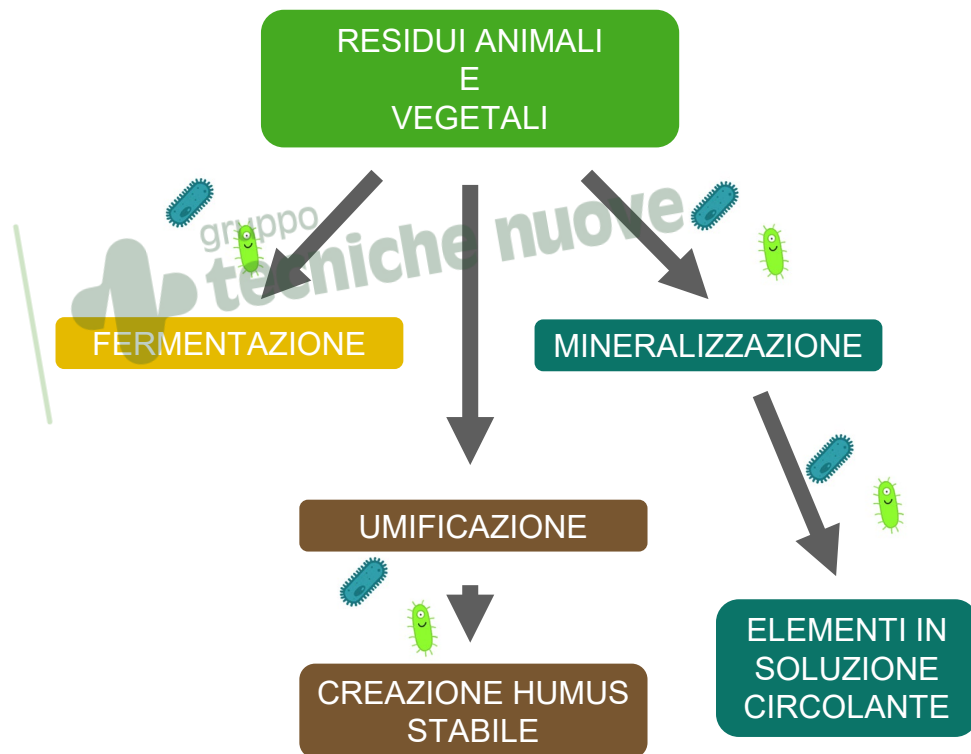 RESIDUI ANIMALI
E
VEGETALI
gruppo
tecniche nuove
FERMENTAZIONE
MINERALIZZAZIONE
UMIFICAZIONE
CREAZIONE HUMUS
STABILE
ELEMENTI IN
SOLUZIONE
CIRCOLANTE